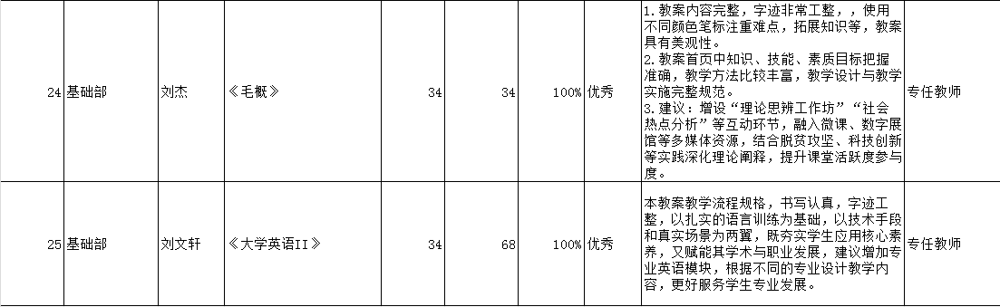 24
基础部
刘杰
《毛概》
34
34
100%
优秀
1.教案内容完整，字迹非常工整，，使用
不同颜色笔标注重难点，拓展知识等，教案
具有美观性。
2.教案首页中知识、技能、素质目标把握
准确，教学方法比较丰富，教学设计与教学
实施完整规范。
3.建议：增设“理论思辨工作坊”“社会
热点分析”等互动环节，融入微课、数字展
馆等多媒体资源，结合脱贫攻坚、科技创新
等实践深化理论阐释，提升课堂活跃度参与
度。
专任教师
25
基础部
刘文轩
《大学英语II》
34
68
100%
优秀
本教案教学流程规格，书写认真，字迹工
整，以扎实的语言训练为基础，以技术手段
和真实场景为两翼，既夯实学生应用核心素
养，又赋能其学术与职业发展，建议增加专
业英语模块，根据不同的专业设计教学内
容，更好服务学生专业发展。
专任教师